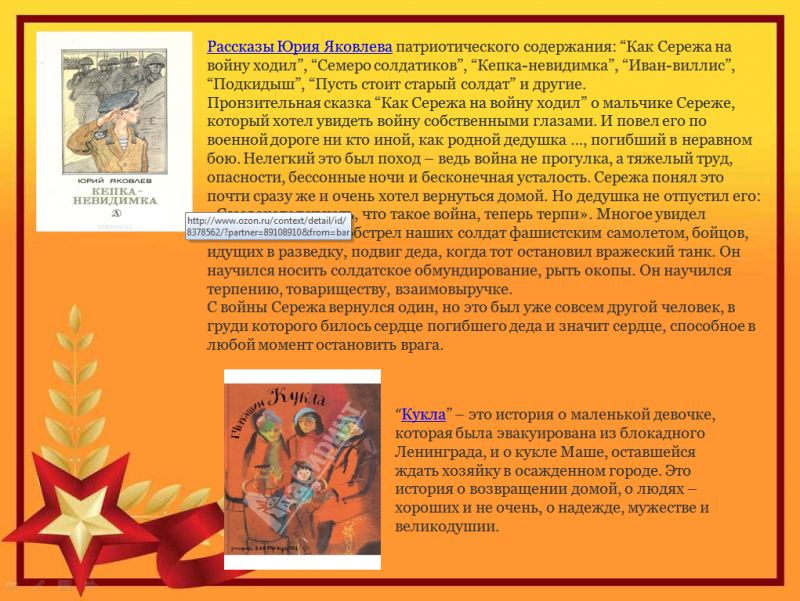 Рассказы Юрия Яковлева патриотического содержания: “Как Сережа на
войну ходил”, “Семеро солдатиков”, “Кепка-невидимка”, “Иван-виллис”,
“Подкидыш”, “Пусть стоит старый солдат” и другие.
Пронзительная сказка “Как Сережа на войну ходил” о мальчике Сереже,
который хотел увидеть войну собственными глазами. И повел его по
военной дороге ни кто иной, как родной дедушка …, погибший в неравном
бою. Нелегкий это был поход – ведь война не прогулка, а тяжелый труд,
опасности, бессонные ночи и бесконечная усталость. Сережа понял это
почти сразу же и очень хотел вернуться домой. Но дедушка не отпустил его:
что такое война, теперь терпи». Многое увидел
обстрел наших солдат фашистским самолетом, бойцов,
идущих в разведку, подвиг деда, когда тот остановил вражеский танк. Он
научился носить солдатское обмундирование, рыть окопы. Он научился
терпению, товариществу, взаимовыручке.
С войны Сережа вернулся один, но это был уже совсем другой человек, в
груди которого билось сердце погибшего деда и значит сердце, способное в
любой момент остановить врага.
ЮРИЙ ЯКОВЛЕВ
КЕПКА-
НЕВИДИМКА
http://www.ozon.ru/context/detail/id/
8378562/?partner=89108910&from=bar
Кукла
“Кукла” – это история о маленькой девочке,
которая была эвакуирована из блокадного
Ленинграда, и о кукле Маше, оставшейся
ждать хозяйку в осажденном городе. Это
история о возвращении домой, о людях –
хороших и не очень, о надежде, мужестве и
великодушии.